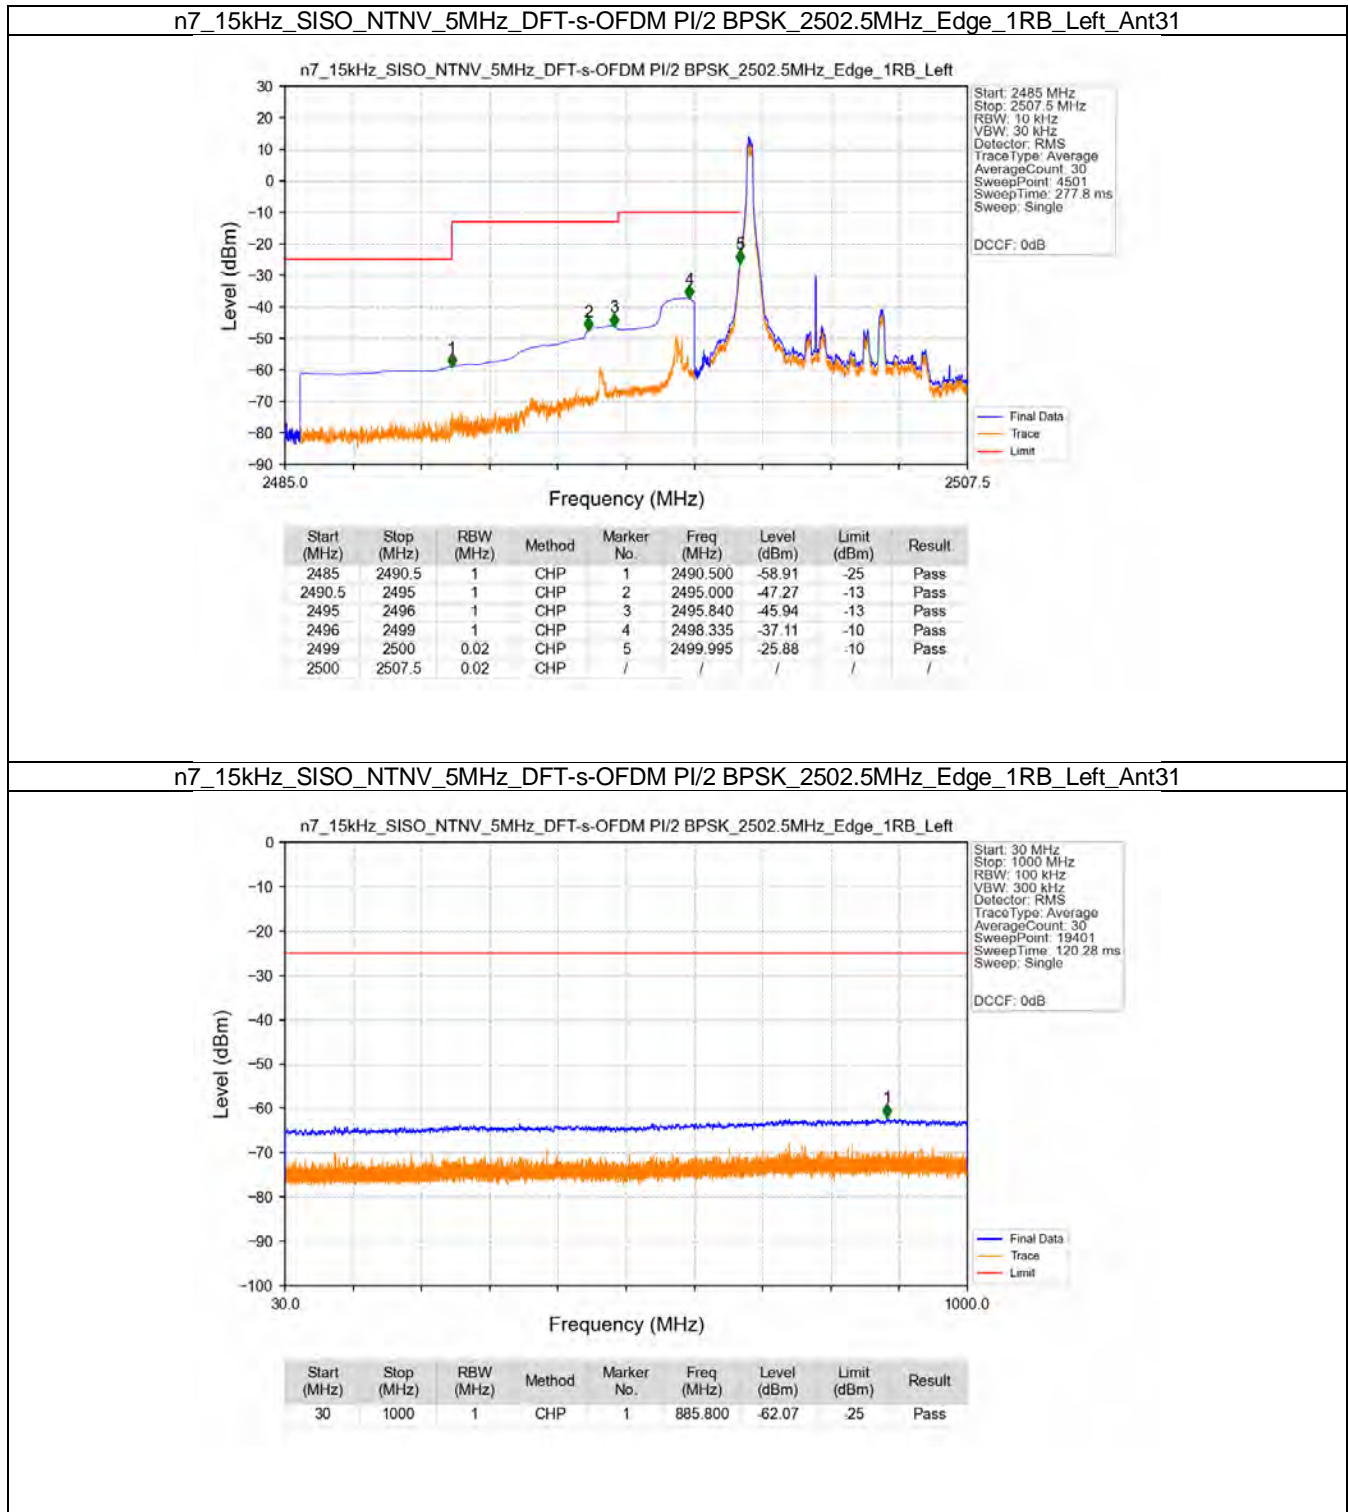 n7_15kHz_SISO_NTNV_5MHz_DFT-s-OFDM PI/2 BPSK_2502.5MHz_Edge_1RB_Left_Ant31
n7_15kHz_SISO_NTNV_5MHz_DFT-s-OFDM PI/2 BPSK_2502.5MHz_Edge_1RB_Left
Start: 2485 MHz
Stop: 2507.5 MHz
RBW: 10 kHz
VBW: 30 kHz
Detector: RMS
TraceType: Average
AverageCount: 30
SweepPoint: 4501
SweepTime: 277.8 ms
Sweep: Single
DCCF: 0dB
30
20
10
0
−10
−20
−30
−40
−50
−60
−70
−80
−90
Level (dBm)
1
2
3
4
5
Final Data
Trace
Limit
2485.0
2507.5
Frequency (MHz)
Start (MHz) Stop (MHz) RBW (MHz) Method Marker No. Freq (MHz) Level (dBm) Limit (dBm) Result
2485 2490.5 1 CHP 1 2490.500 -58.91 -25 Pass
2490.5 2495 1 CHP 2 2495.000 -47.27 -13 Pass
2495 2496 1 CHP 3 2495.840 -45.94 -13 Pass
2496 2499 1 CHP 4 2498.335 -37.11 -10 Pass
2499 2500 0.02 CHP 5 2499.995 -25.88 -10 Pass
2500 2507.5 0.02 CHP / / / / /
n7_15kHz_SISO_NTNV_5MHz_DFT-s-OFDM PI/2 BPSK_2502.5MHz_Edge_1RB_Left_Ant31
n7_15kHz_SISO_NTNV_5MHz_DFT-s-OFDM PI/2 BPSK_2502.5MHz_Edge_1RB_Left
Start: 30 MHz
Stop: 1000 MHz
RBW: 100 kHz
VBW: 300 kHz
Detector: RMS
TraceType: Average
AverageCount: 30
SweepPoint: 19401
SweepTime: 120.28 ms
Sweep: Single
DCCF: 0dB
0
−10
−20
−30
−40
−50
−60
−70
−80
−90
−100
Level (dBm)
1
Final Data
Trace
Limit
30.0
1000.0
Frequency (MHz)
Start (MHz) Stop (MHz) RBW (MHz) Method Marker No. Freq (MHz) Level (dBm) Limit (dBm) Result
30 1000 1 CHP 1 885.800 -62.07 -25 Pass